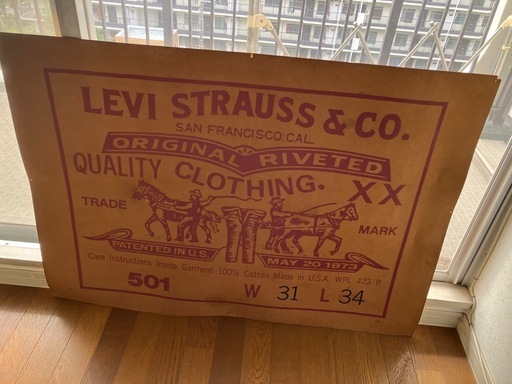 LEVI STRAUSS & CO.
SAN FRANCISCO, CAL.
ORIGINAL RIVETED
QUALITY CLOTHING. XX
TRADE MARK
PATENTED IN U.S. MAY 20 1873
Care Instructions Inside Garment 100% Cotton Made in U.S.A. WPL 423-R
501 W 31 L 34